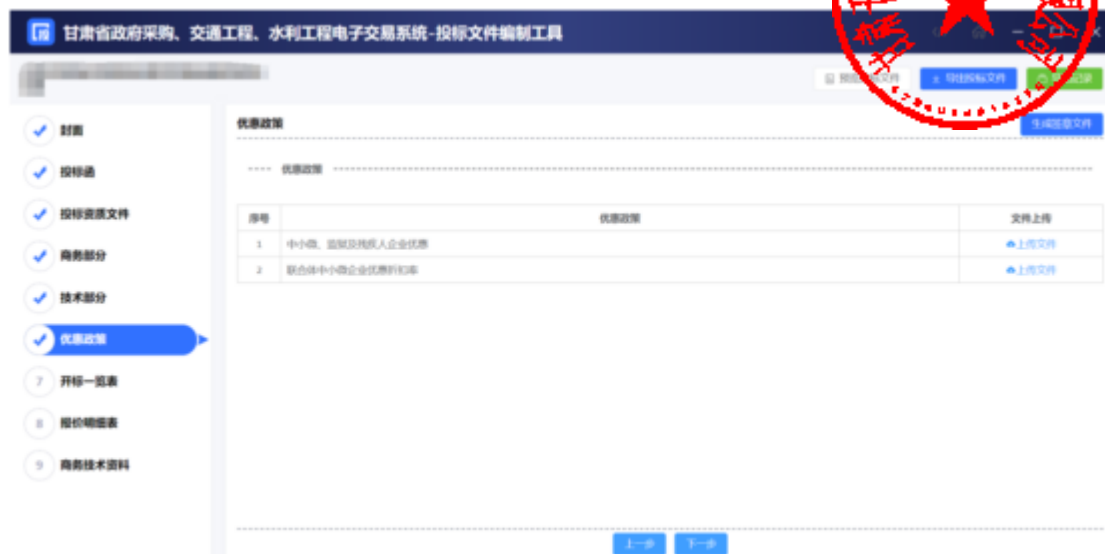 投 甘肃省政府采购、交通工程、水利工程电子交易系统-投标文件编制工具
导出投标文件
封面
投标函
投标资质文件
商务部分
技术部分
优惠政策
7 开标一览表
8 报价明细表
9 商务技术资料
优惠政策
生成签章文件
优惠政策
序号 优惠政策 文件上传
1 中小微、监狱及残疾人企业优惠 上传文件
2 联合体中小微企业优惠折扣率 上传文件
上一步 下一步